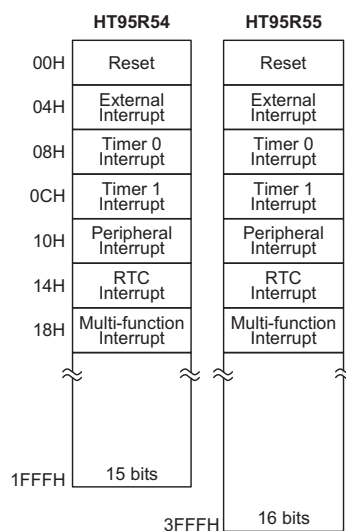 HT95R54 HT95R55
00H Reset Reset
04H External Interrupt External Interrupt
08H Timer 0 Interrupt Timer 0 Interrupt
0CH Timer 1 Interrupt Timer 1 Interrupt
10H Peripheral Interrupt Peripheral Interrupt
14H RTC Interrupt RTC Interrupt
18H Multi-function Interrupt Multi-function Interrupt
1FFFH 15 bits
3FFFH 16 bits